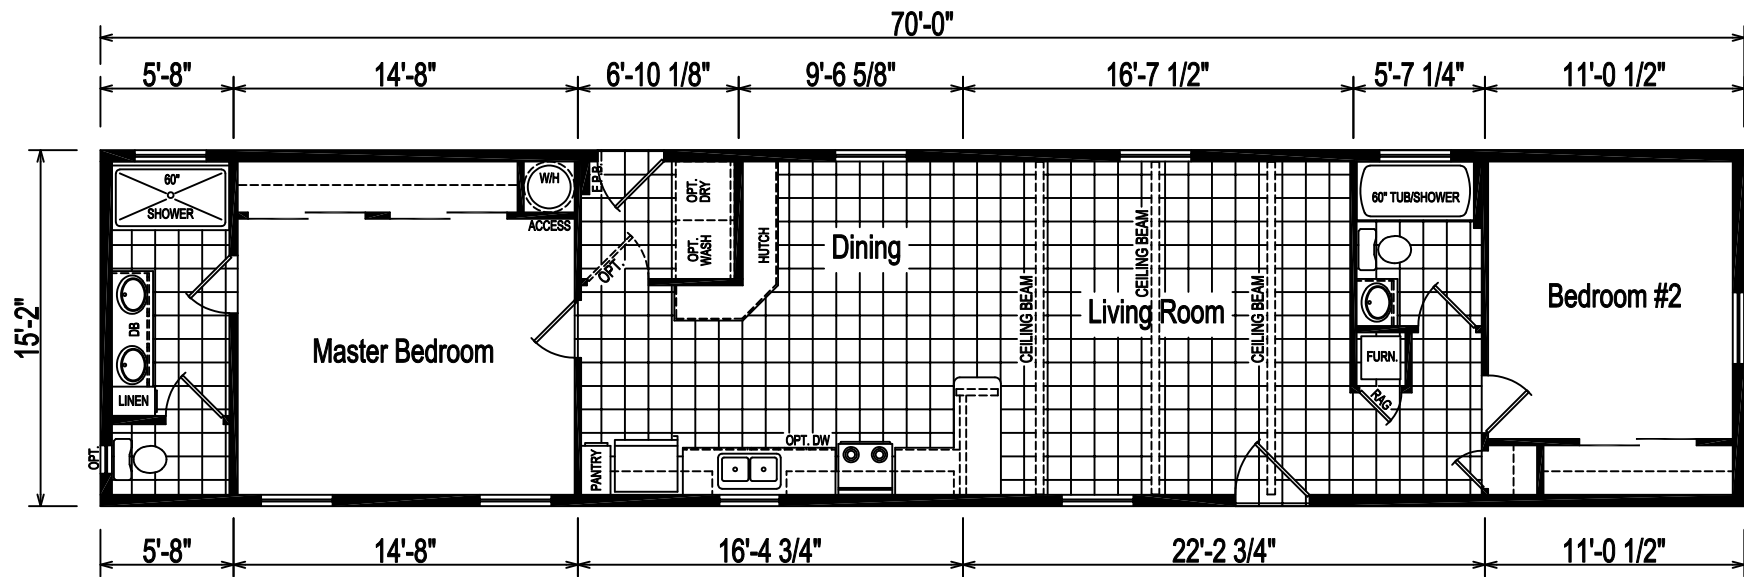 70'-0"
5'-8"
14'-8"
6'-10 1/8"
9'-6 5/8"
16'-7 1/2"
5'-7 1/4"
11'-0 1/2"
15'-2"
60"
SHOWER
W/H
ACCESS
E.P.B.
OPT.
DRY
OPT.
WASH
OPT.
HUTCH
Dining
CEILING BEAM
CEILING BEAM
CEILING BEAM
Living Room
60" TUB/SHOWER
Bedroom #2
DB
LINEN
OPT.
Master Bedroom
FURN.
RAG
PANTRY
OPT. DW
5'-8"
14'-8"
16'-4 3/4"
22'-2 3/4"
11'-0 1/2"